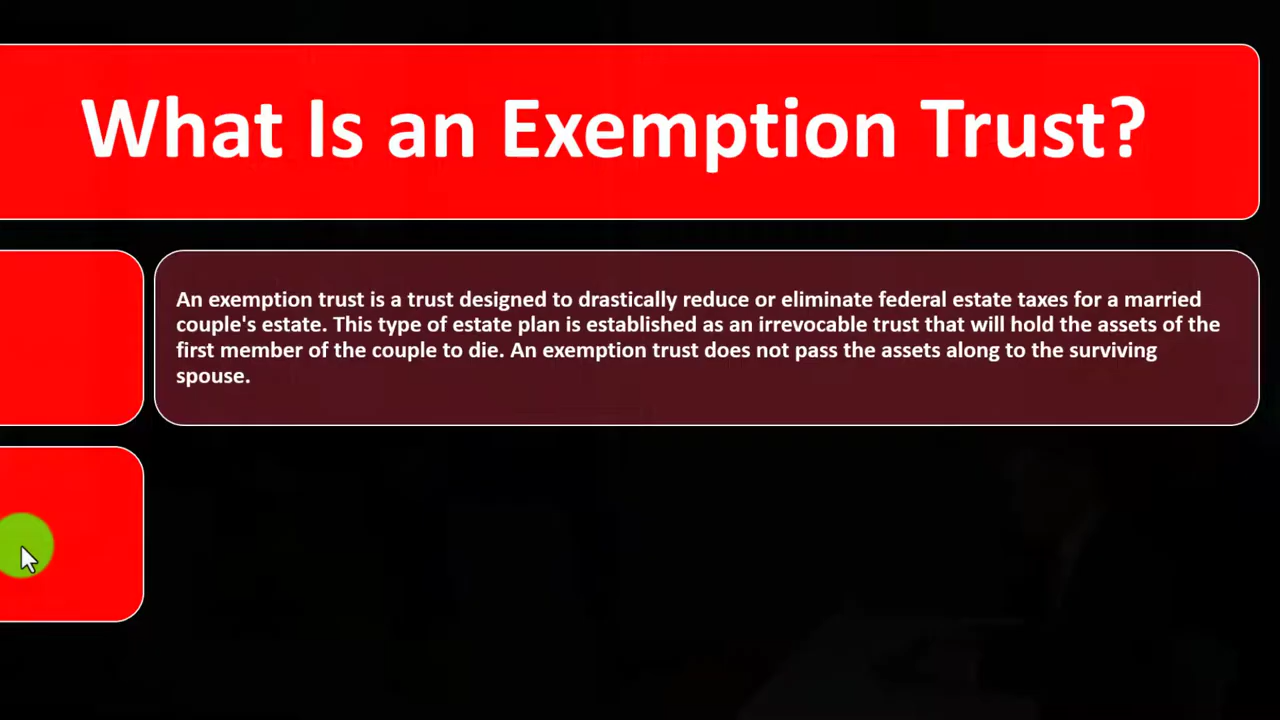 What Is an Exemption Trust?
An exemption trust is a trust designed to drastically reduce or eliminate federal estate taxes for a married
couple's estate. This type of estate plan is established as an irrevocable trust that will hold the assets of the
first member of the couple to die. An exemption trust does not pass the assets along to the surviving
spouse.